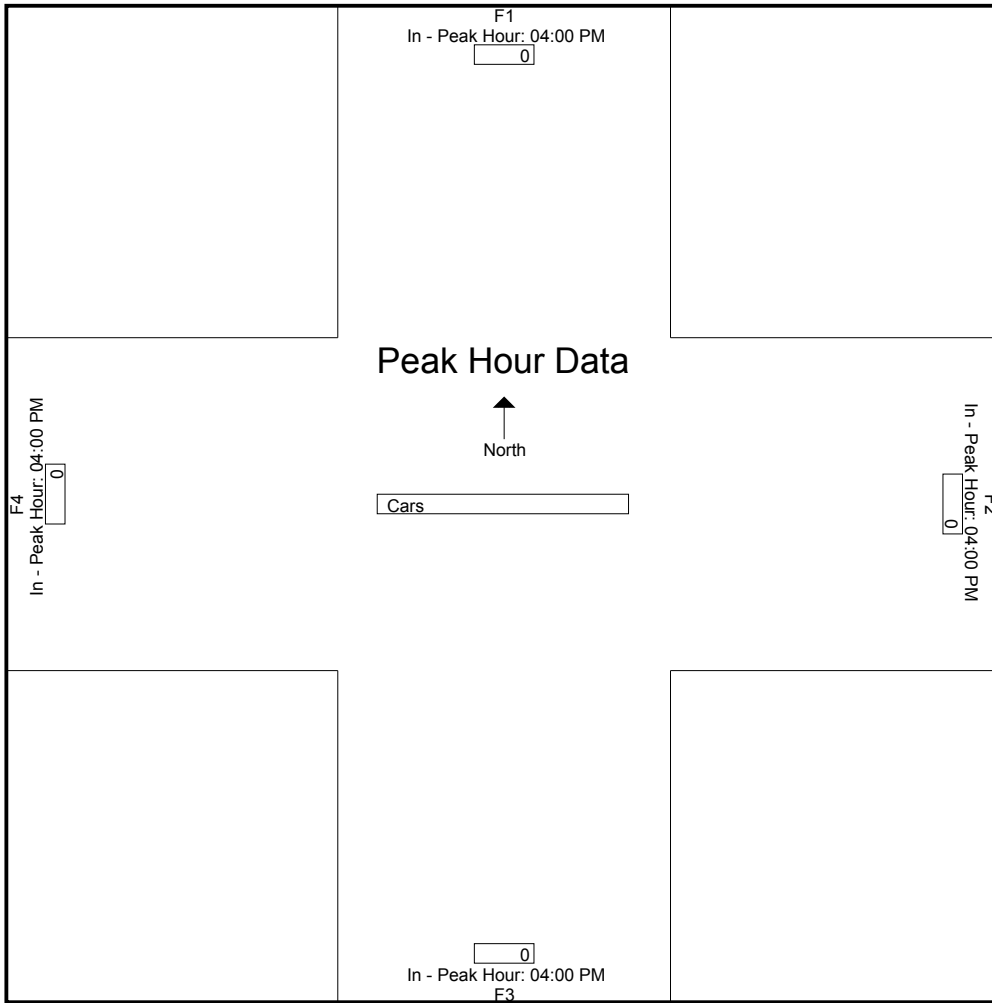 F1
In - Peak Hour: 04:00 PM
0
Peak Hour Data
North
Cars
F4
In - Peak Hour: 04:00 PM
0
F2
In - Peak Hour: 04:00 PM
0
0
In - Peak Hour: 04:00 PM
F3